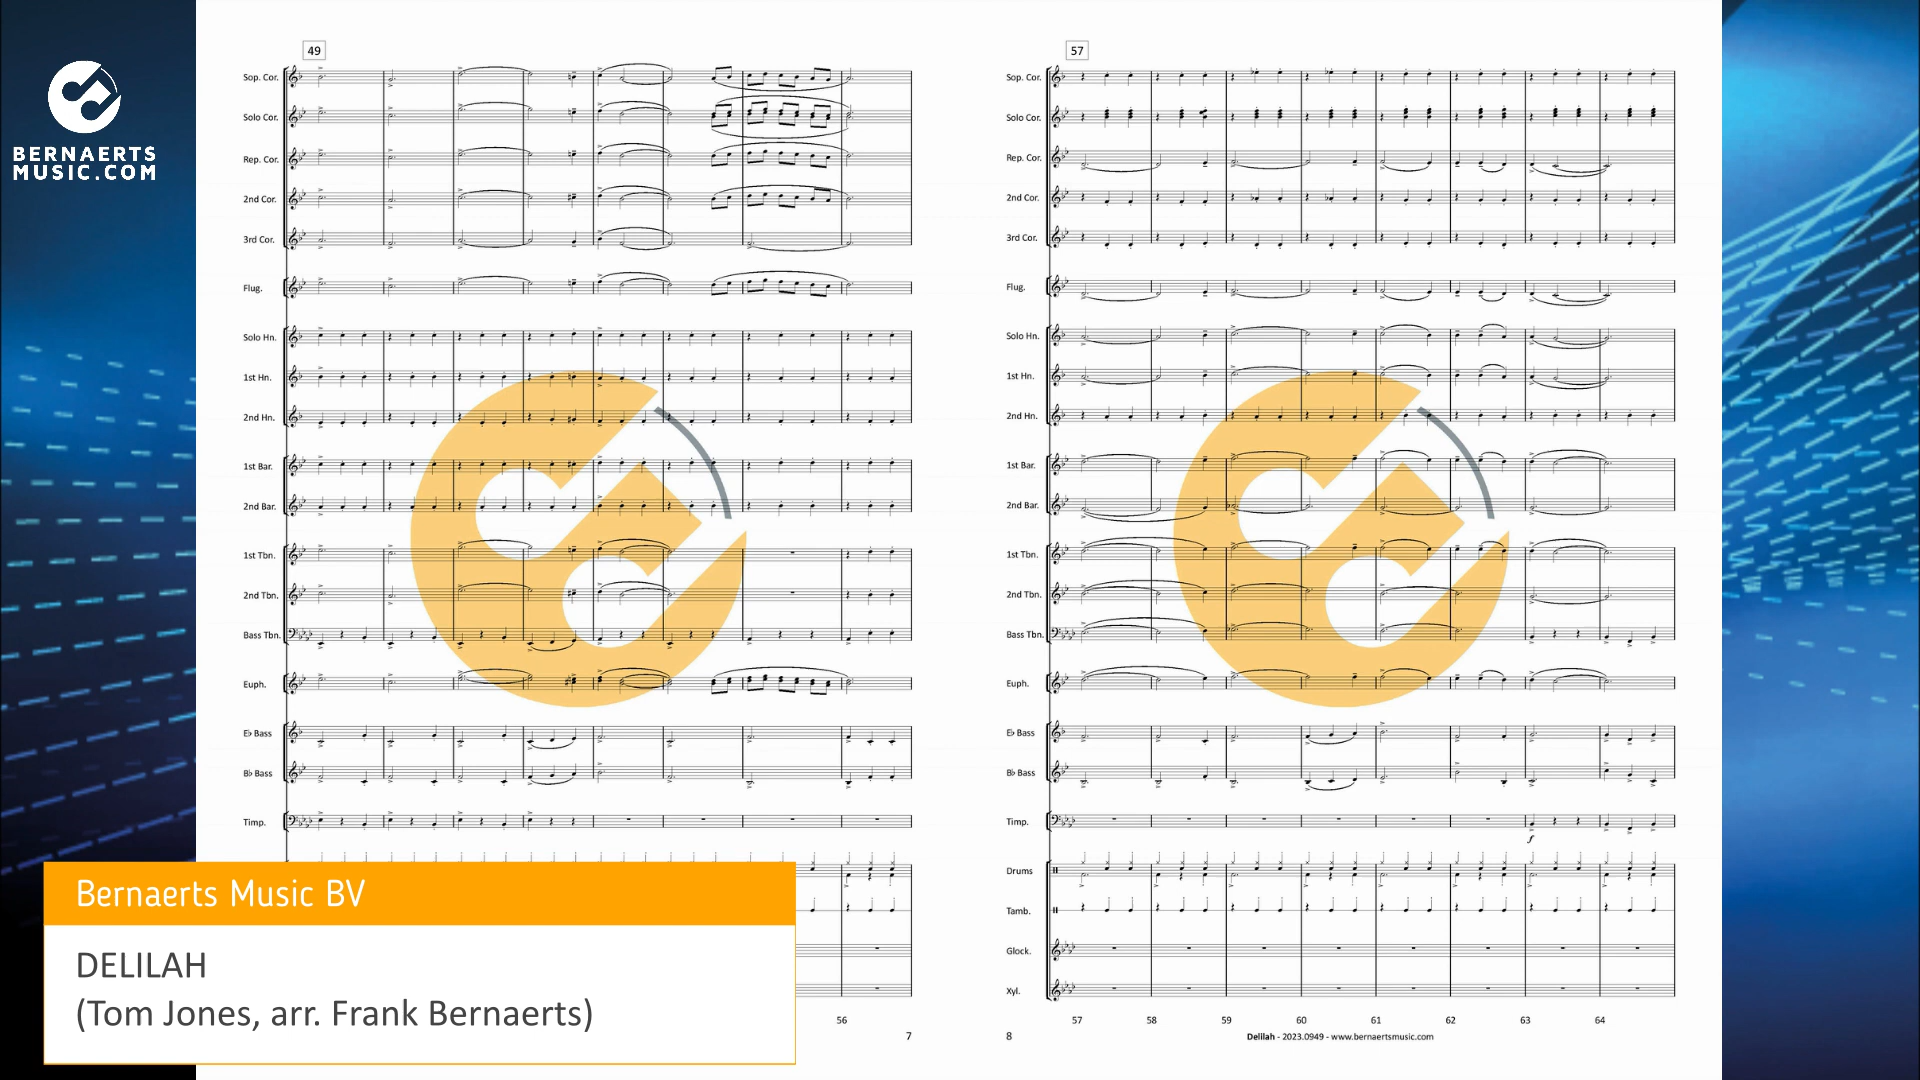 BERNAERTS
MUSIC.COM
49
Sop. Cor.
Solo Cor.
Rep. Cor.
2nd Cor.
3rd Cor.
Flug.
Solo Hn.
1st Hn.
2nd Hn.
1st Bar.
2nd Bar.
1st Tbn.
2nd Tbn.
Bass Tbn.
Euph.
E♭ Bass
B♭ Bass
Timp.
56
7
57
Sop. Cor.
Solo Cor.
Rep. Cor.
2nd Cor.
3rd Cor.
Flug.
Solo Hn.
1st Hn.
2nd Hn.
1st Bar.
2nd Bar.
1st Tbn.
2nd Tbn.
Bass Tbn.
Euph.
E♭ Bass
B♭ Bass
Timp.
f
Drums
Tamb.
Glock.
Xyl.
57 58 59 60 61 62 63 64
8
Delilah - 2023.0949 - www.bernaertsmusic.com
Bernaerts Music BV
DELILAH
(Tom Jones, arr. Frank Bernaerts)